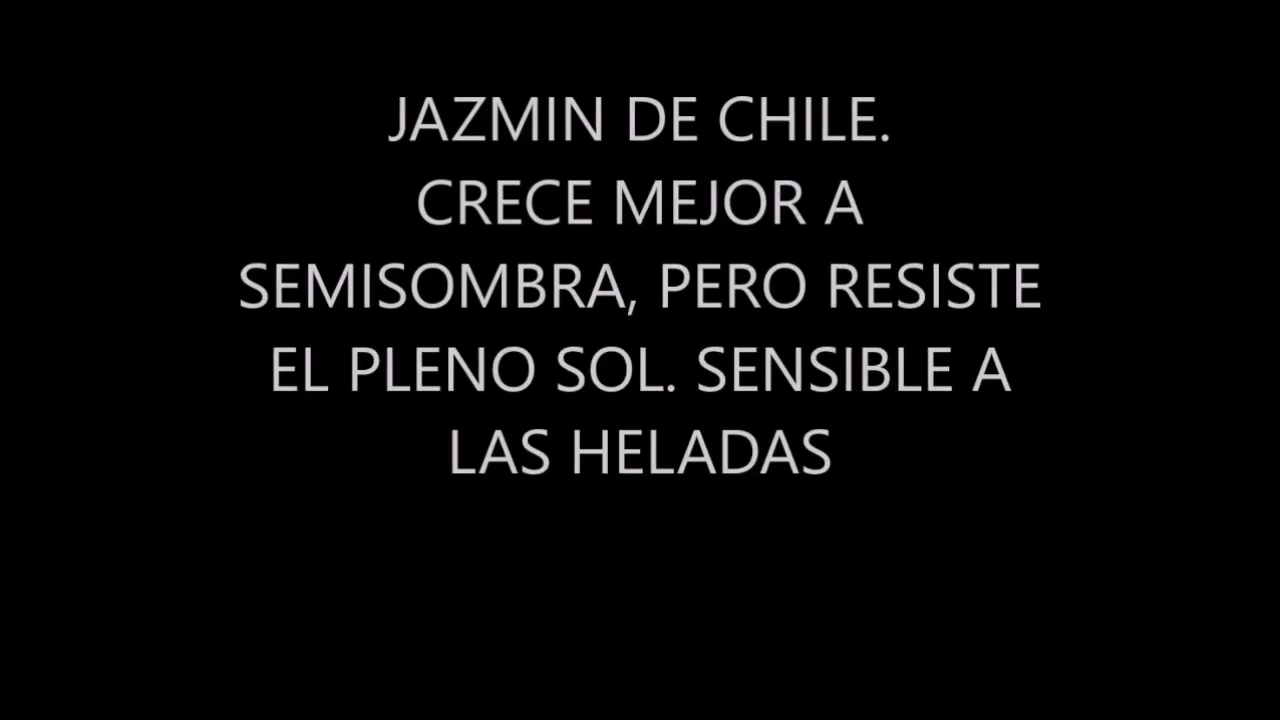 JAZMIN DE CHILE.
CRECE MEJOR A
SEMISOMBRA, PERO RESISTE
EL PLENO SOL. SENSIBLE A
LAS HELADAS